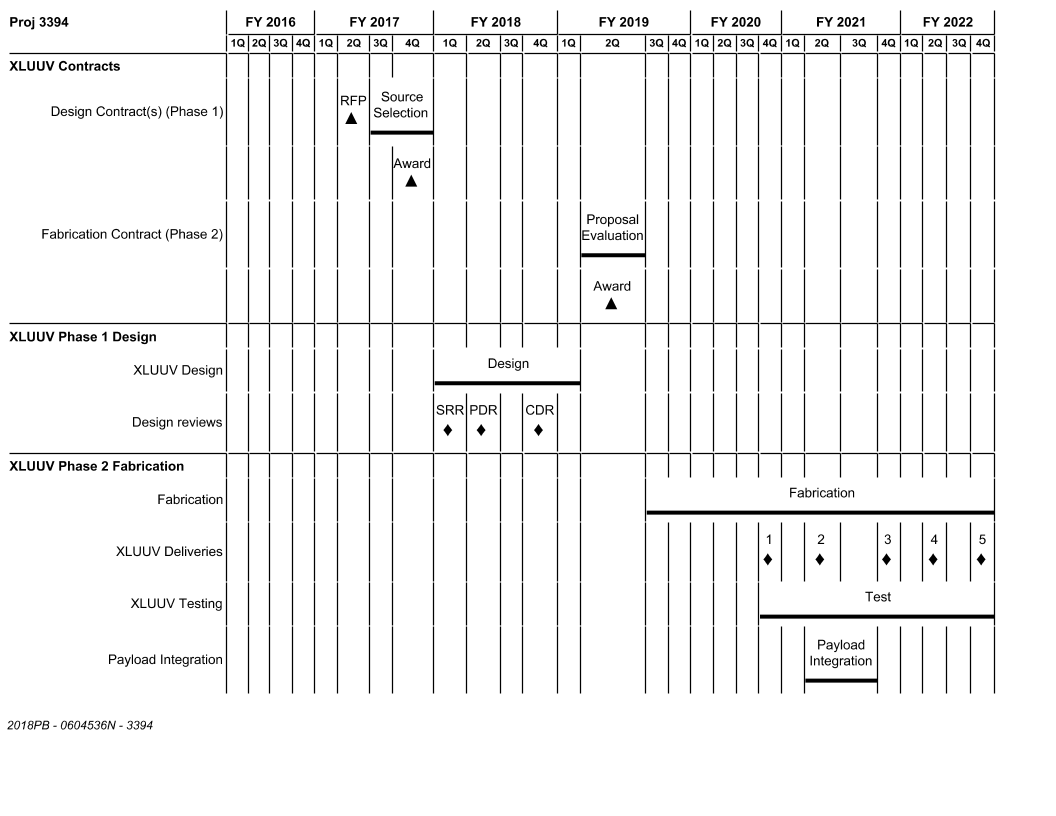 Proj 3394 FY 2016 FY 2017 FY 2018 FY 2019 FY 2020 FY 2021 FY 2022
1Q 2Q 3Q 4Q 1Q 2Q 3Q 4Q 1Q 2Q 3Q 4Q 1Q 2Q 3Q 4Q 1Q 2Q 3Q 4Q 1Q 2Q 3Q 4Q 1Q 2Q 3Q 4Q
XLUUV Contracts
Design Contract(s) (Phase 1)
RFP
Source
Selection
Award
Fabrication Contract (Phase 2)
Proposal
Evaluation
Award
XLUUV Phase 1 Design
XLUUV Design
Design
Design reviews
SRR PDR CDR
XLUUV Phase 2 Fabrication
Fabrication
Fabrication
XLUUV Deliveries
1 2 3 4 5
XLUUV Testing
Test
Payload Integration
Payload
Integration
2018PB - 0604536N - 3394